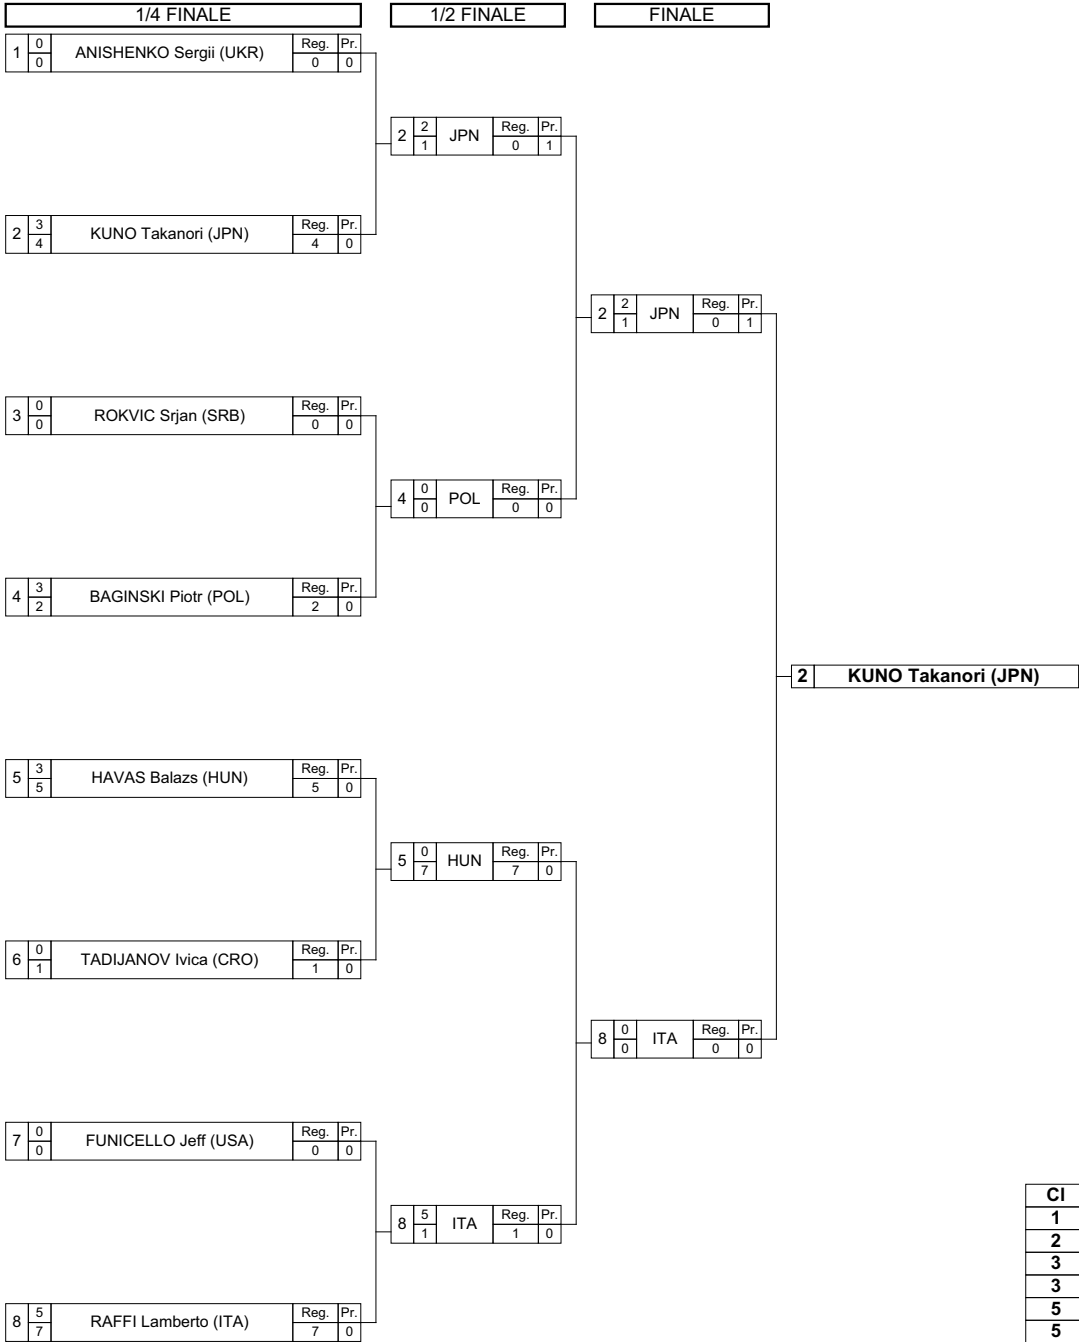 1/4 FINALE 1/2 FINALE FINALE
1 0 0 ANISHENKO Sergii (UKR) Reg. Pr. 0 0
2 2 1 JPN Reg. Pr. 0 1
2 3 4 KUNO Takanori (JPN) Reg. Pr. 4 0
2 2 1 JPN Reg. Pr. 0 1
3 0 0 ROKVIC Srjan (SRB) Reg. Pr. 0 0
4 0 0 POL Reg. Pr. 0 0
4 3 2 BAGINSKI Piotr (POL) Reg. Pr. 2 0
2 KUNO Takanori (JPN)
5 3 5 HAVAS Balazs (HUN) Reg. Pr. 5 0
5 0 7 HUN Reg. Pr. 7 0
6 0 1 TADIJANOV Ivica (CRO) Reg. Pr. 1 0
8 0 0 ITA Reg. Pr. 0 0
7 0 0 FUNICELLO Jeff (USA) Reg. Pr. 0 0
8 5 1 ITA Reg. Pr. 1 0
8 5 7 RAFFI Lamberto (ITA) Reg. Pr. 7 0
Cl
1
2
3
3
5
5